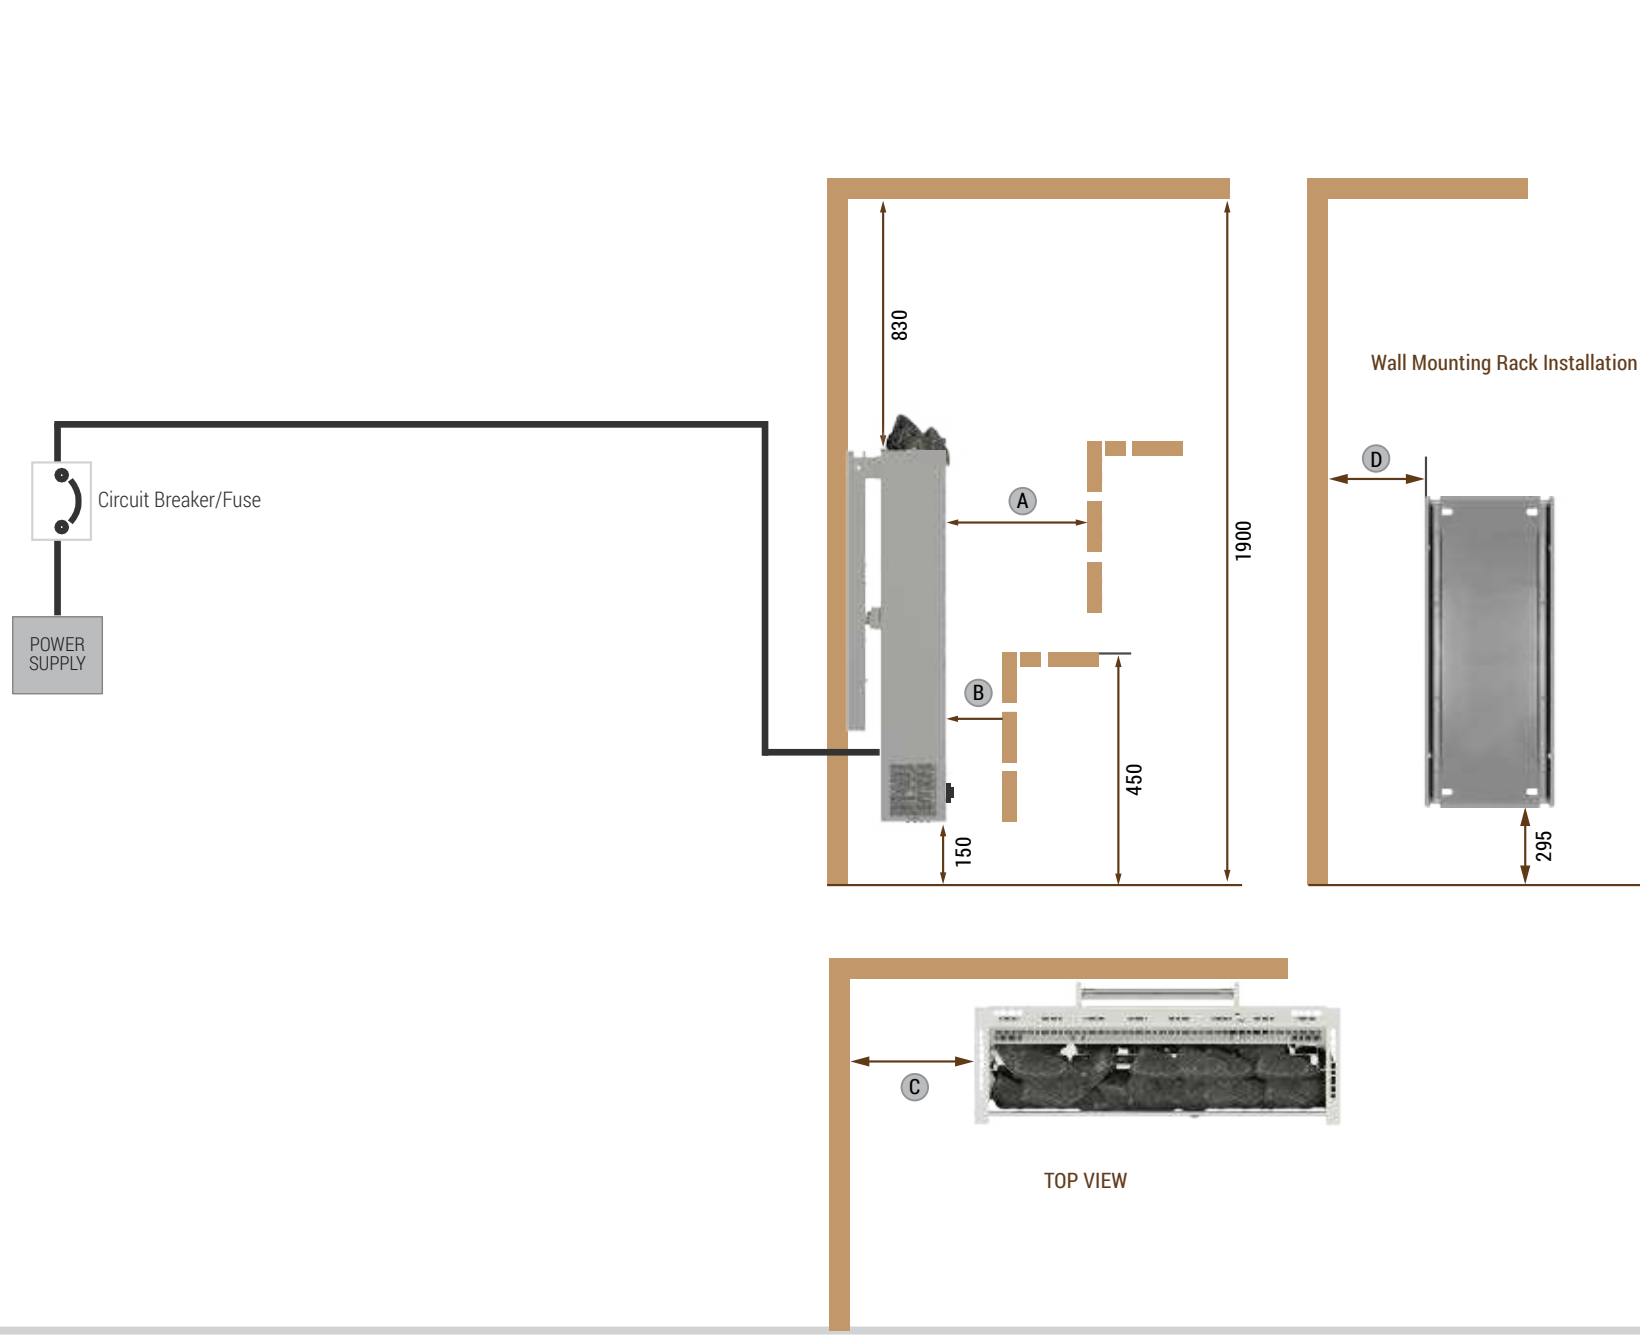 830
Wall Mounting Rack Installation
D
A
Circuit Breaker/Fuse
1900
POWER
SUPPLY
B
450
150
295
C
TOP VIEW